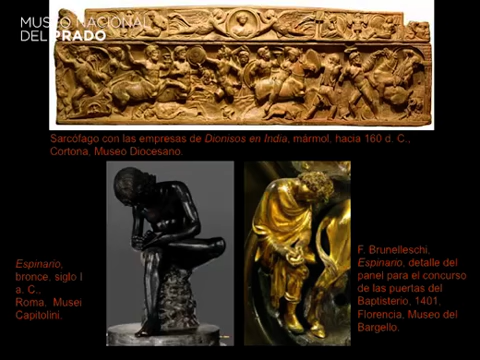 MUSEO NACIONAL
DEL PRADO
Sarcófago con las empresas de Dionisos en India, mármol, hacia 160 d. C.,
Cortona, Museo Diocesano.
Espinario,
bronce, siglo I
a. C.,
Roma. Musei
Capitolini.
F. Brunelleschi,
Espinario, detalle del
panel para el concurso
de las puertas del
Baptisterio, 1401,
Florencia, Museo del
Bargello.